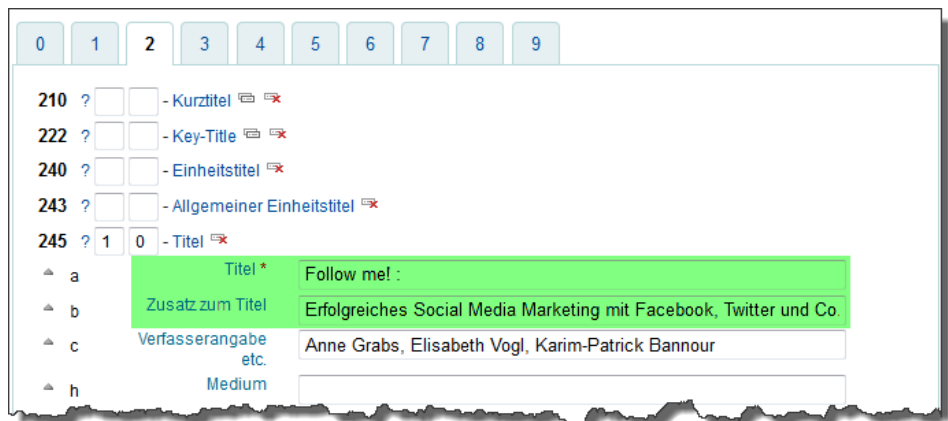 0 1 2 3 4 5 6 7 8 9
210 ? - Kurztitel
222 ? - Key-Title
240 ? - Einheitstitel
243 ? - Allgemeiner Einheitstitel
245 ? 1 0 - Titel
a Titel * Follow me! :
b Zusatz zum Titel Erfolgreiches Social Media Marketing mit Facebook, Twitter und Co.
c Verfasserangabe etc. Anne Grabs, Elisabeth Vogl, Karim-Patrick Bannour
h Medium